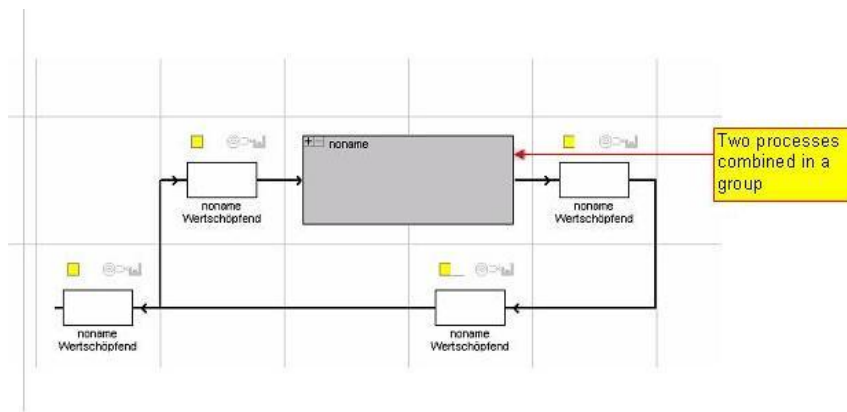 noname
Two processes
combined in a
group
noname
Wertschöpfend
noname
Wertschöpfend
noname
Wertschöpfend
noname
Wertschöpfend